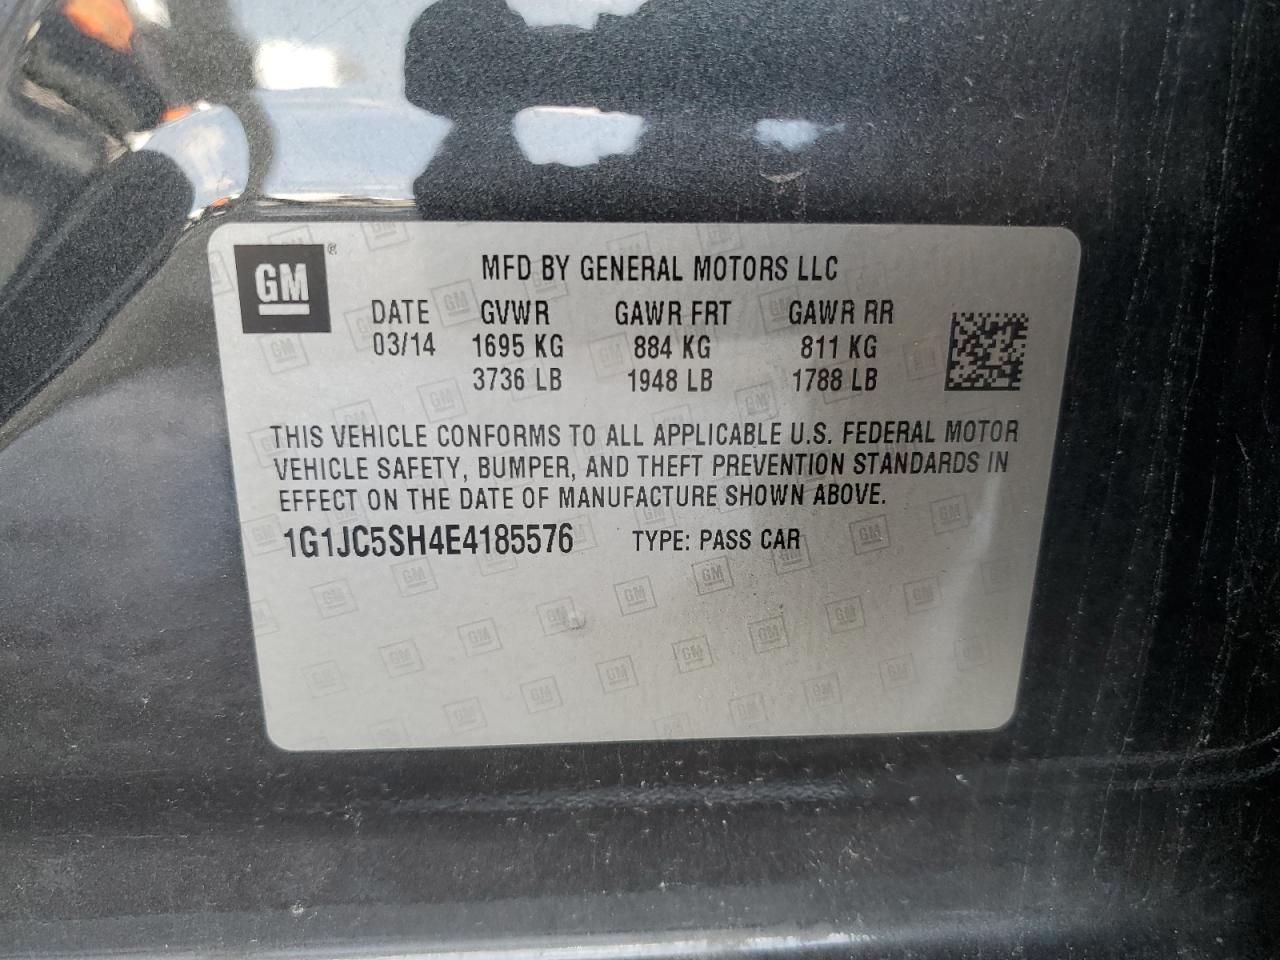 GM ®
MFD BY GENERAL MOTORS LLC
DATE GVWR GAWR FRT GAWR RR
03/14 1695 KG 884 KG 811 KG
3736 LB 1948 LB 1788 LB
THIS VEHICLE CONFORMS TO ALL APPLICABLE U.S. FEDERAL MOTOR
VEHICLE SAFETY, BUMPER, AND THEFT PREVENTION STANDARDS IN
EFFECT ON THE DATE OF MANUFACTURE SHOWN ABOVE.
1G1JC5SH4E4185576 TYPE: PASS CAR